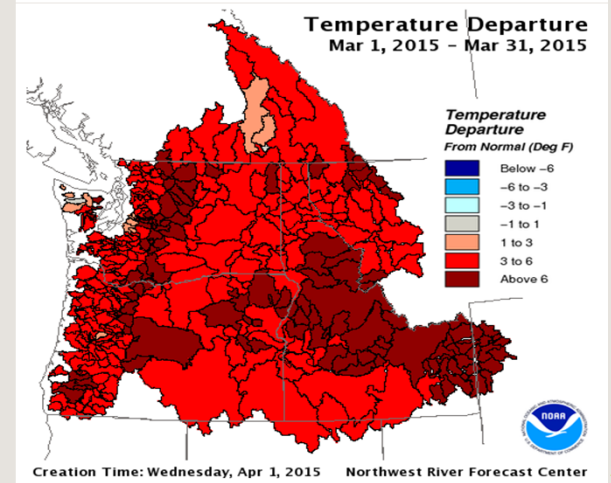 Temperature Departure
Mar 1, 2015 – Mar 31, 2015
Temperature
Departure
From Normal (Deg F)
Below −6
−6 to −3
−3 to −1
−1 to 1
1 to 3
3 to 6
Above 6
NOAA
Creation Time: Wednesday, Apr 1, 2015 Northwest River Forecast Center